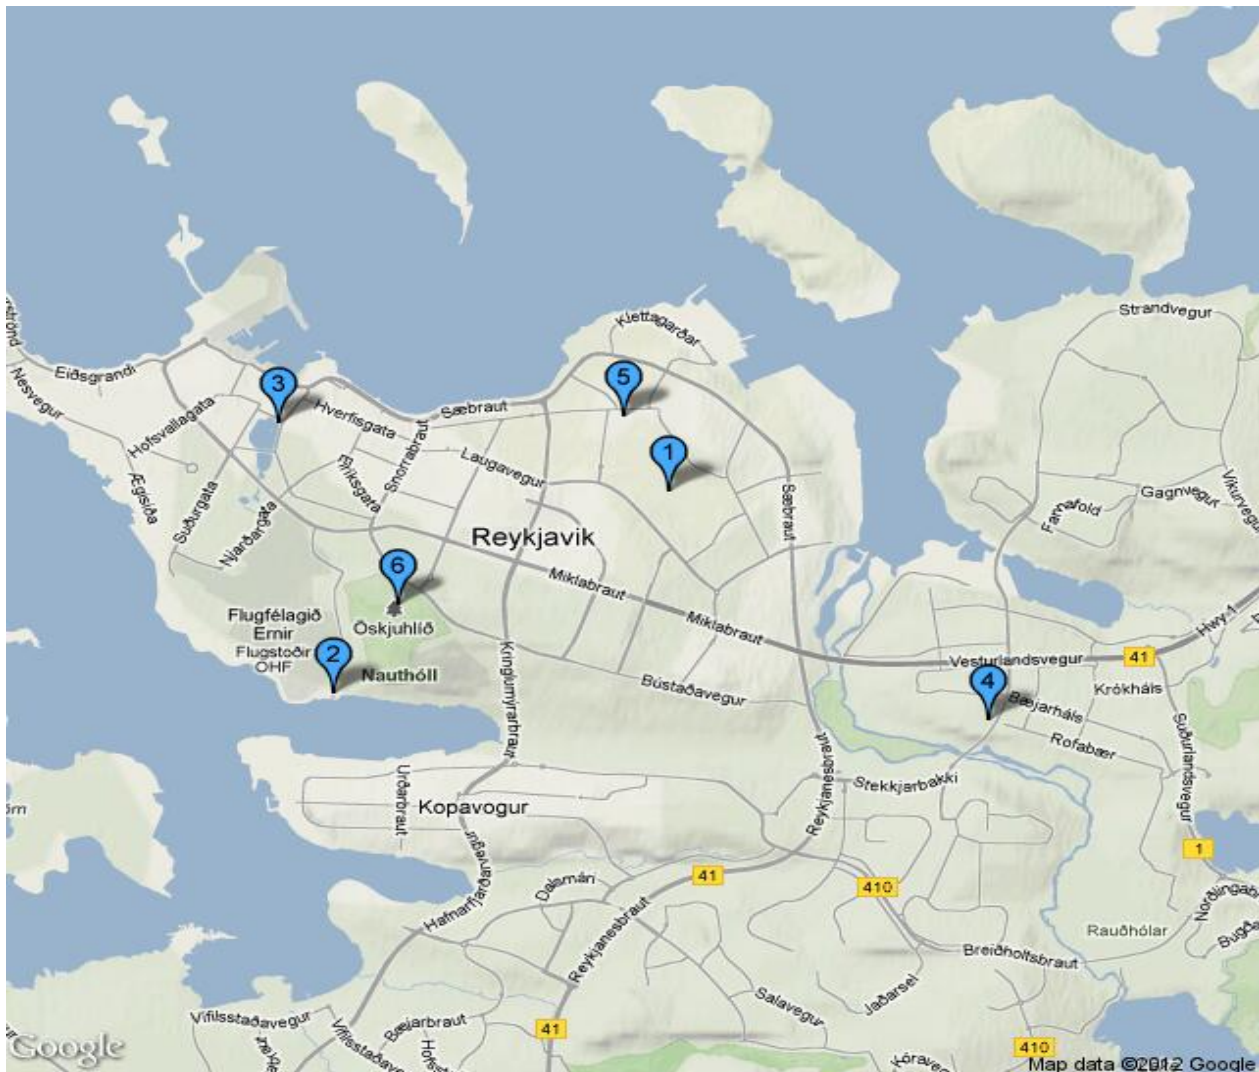 Strandvegur
Klettagarðar
Eiðsgrandi
Nesvegur
3
5
Sæbraut
Hverfisgata
Hofsvallagata
1
Laugavegur
Snorrabraut
Eiríksgata
Ægisíða
Suðurgata
Njarðargata
Sæbraut
Gagnvegur
Víkurvegur
Reykjavik
6
Miklabraut
Miklabraut
Flugfélagið
Ernir
Flugstoðir
OHF
Öskjuhlíð
2
Nauthóll
Hwy 1
Vesturlandsvegur
41
Krókháls
Bústaðavegur
4
Bæjarháls
Rofabær
Kringlumýrarbraut
Suðurlandsvegur
Reykjanesbraut
Stekkjarbakki
Urðarbraut
Kopavogur
1
41
410
Dalsmári
Hafnarfjarðarvegur
Reykjanesbraut
Rauðhólar
Breiðholtsbraut
Jaðarsel
Salavegur
Vífilsstaðavegur
Bæjarbraut
41
410
Google
Map data ©2012 Google